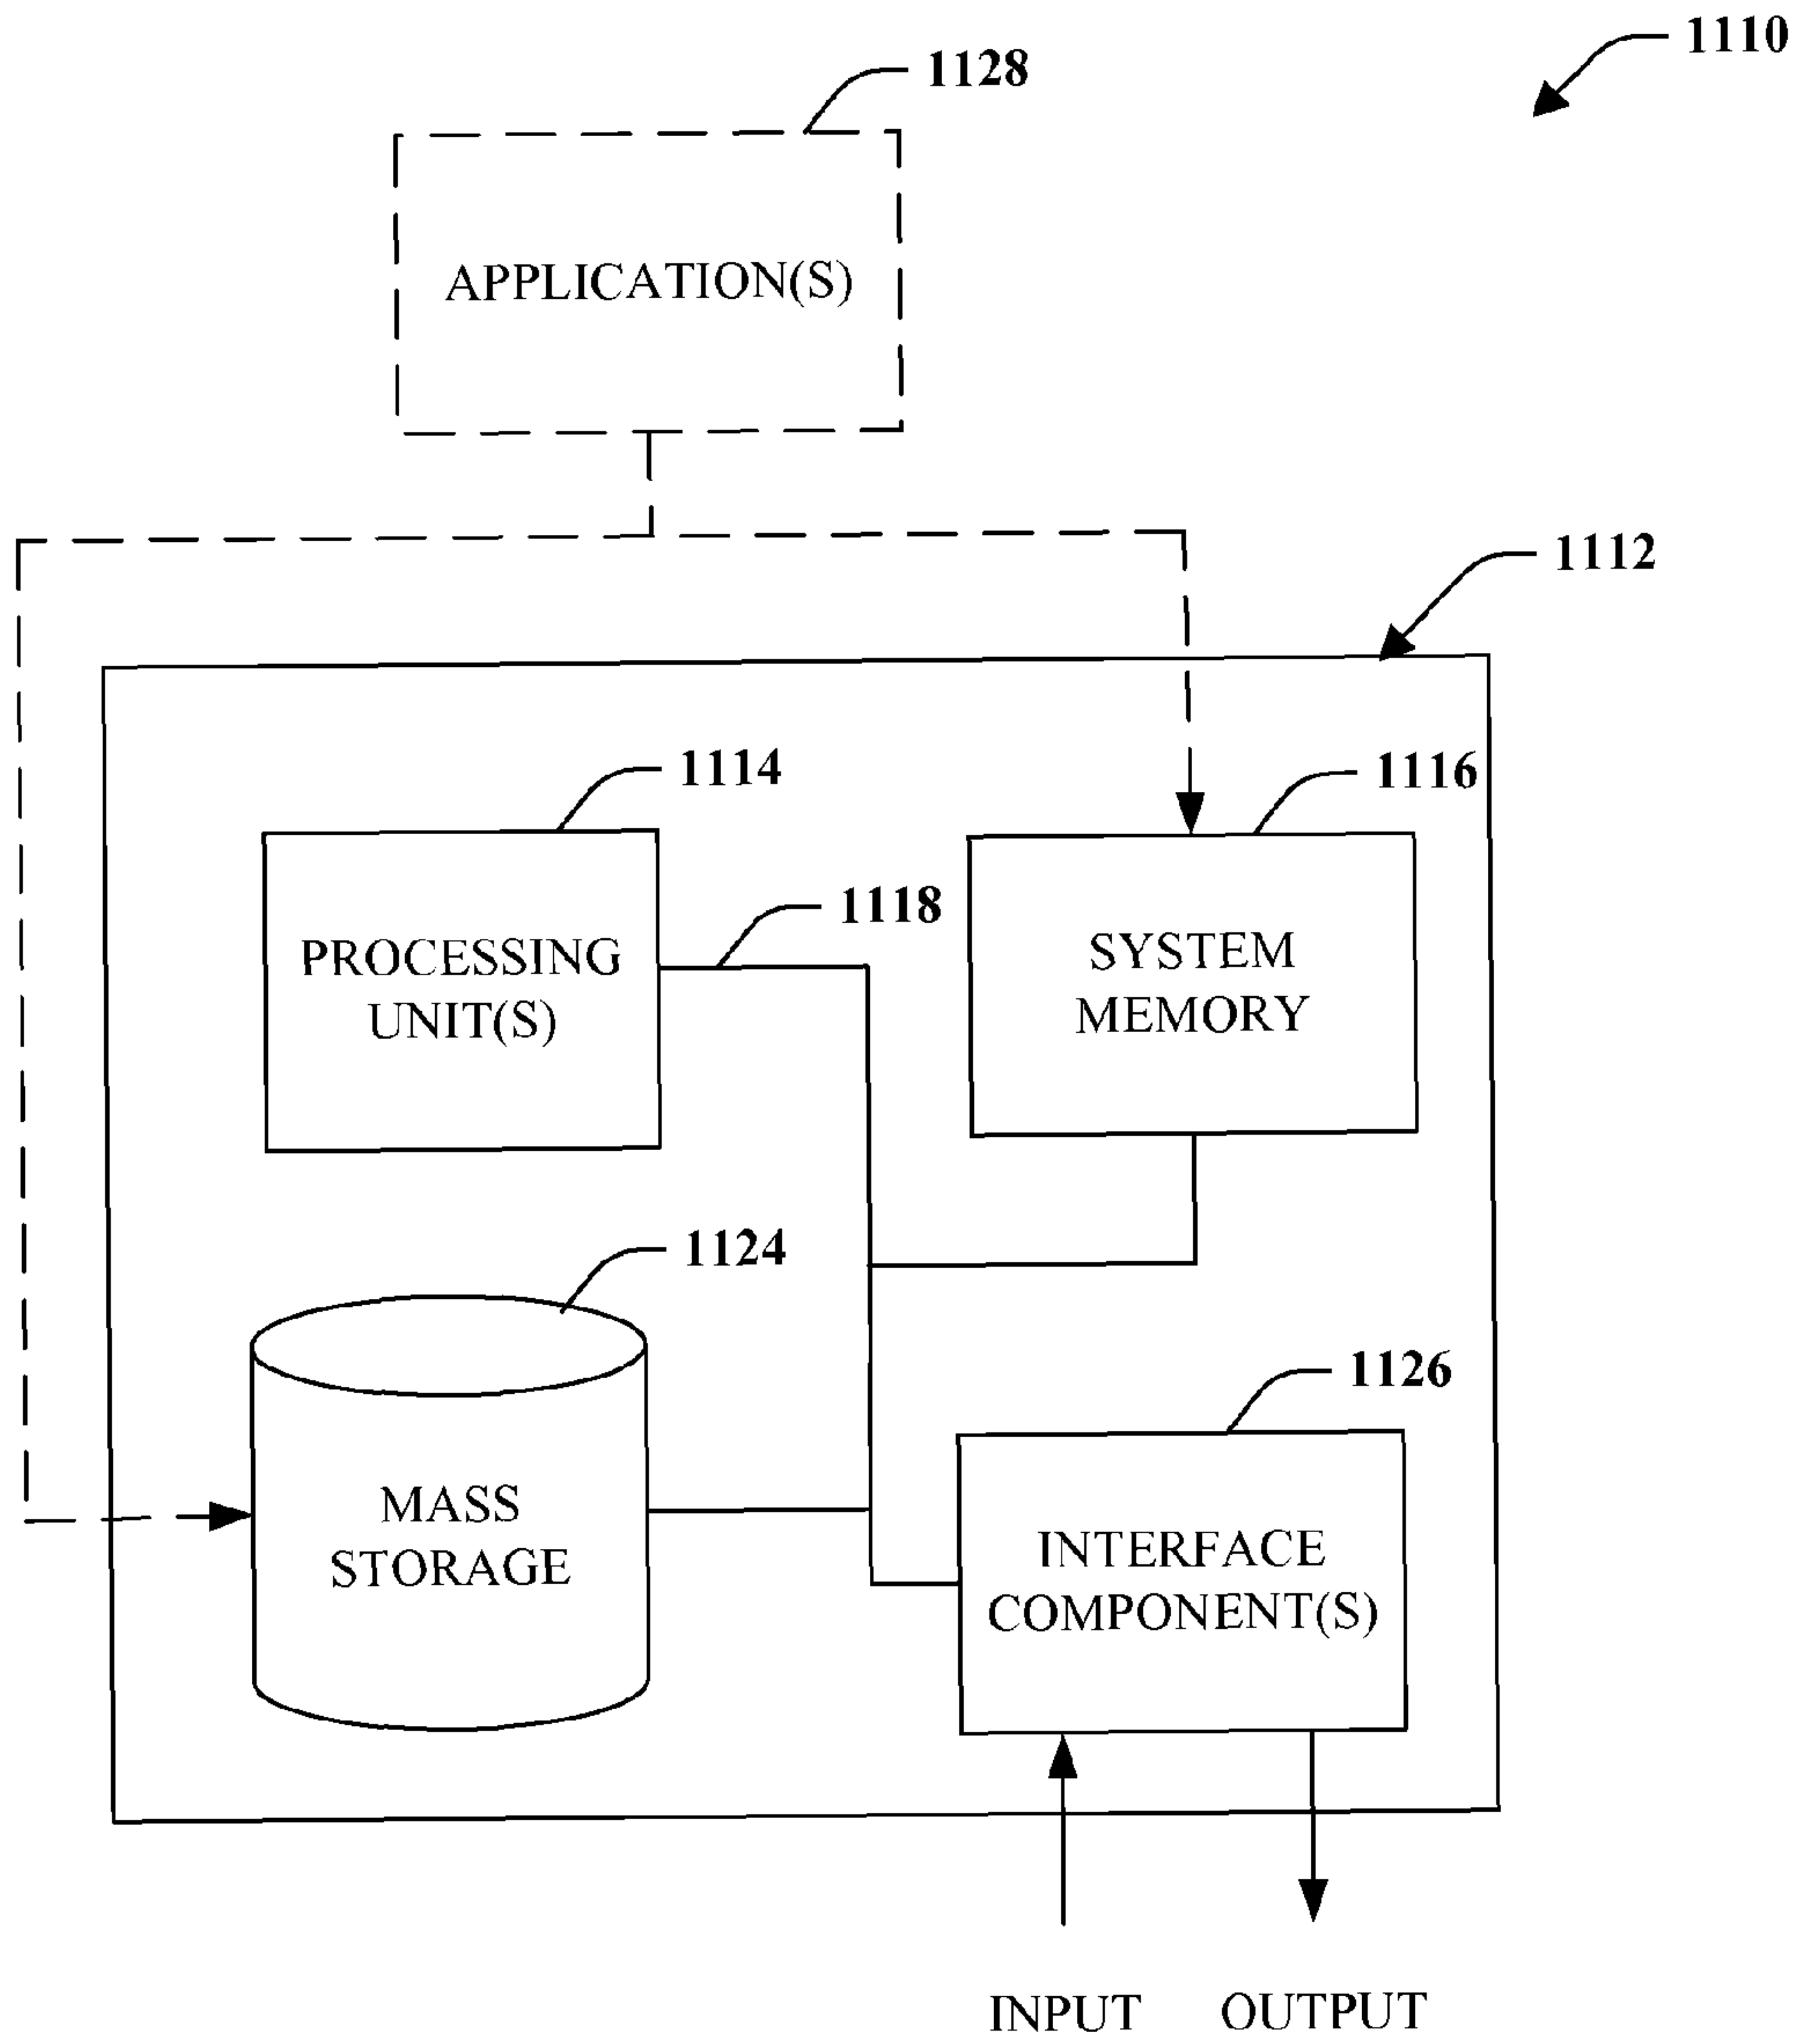 1110
1128
APPLICATION(S)
1112
1114
1116
1118
PROCESSING
UNIT(S)
SYSTEM
MEMORY
1124
1126
MASS
STORAGE
INTERFACE
COMPONENT(S)
INPUT
OUTPUT